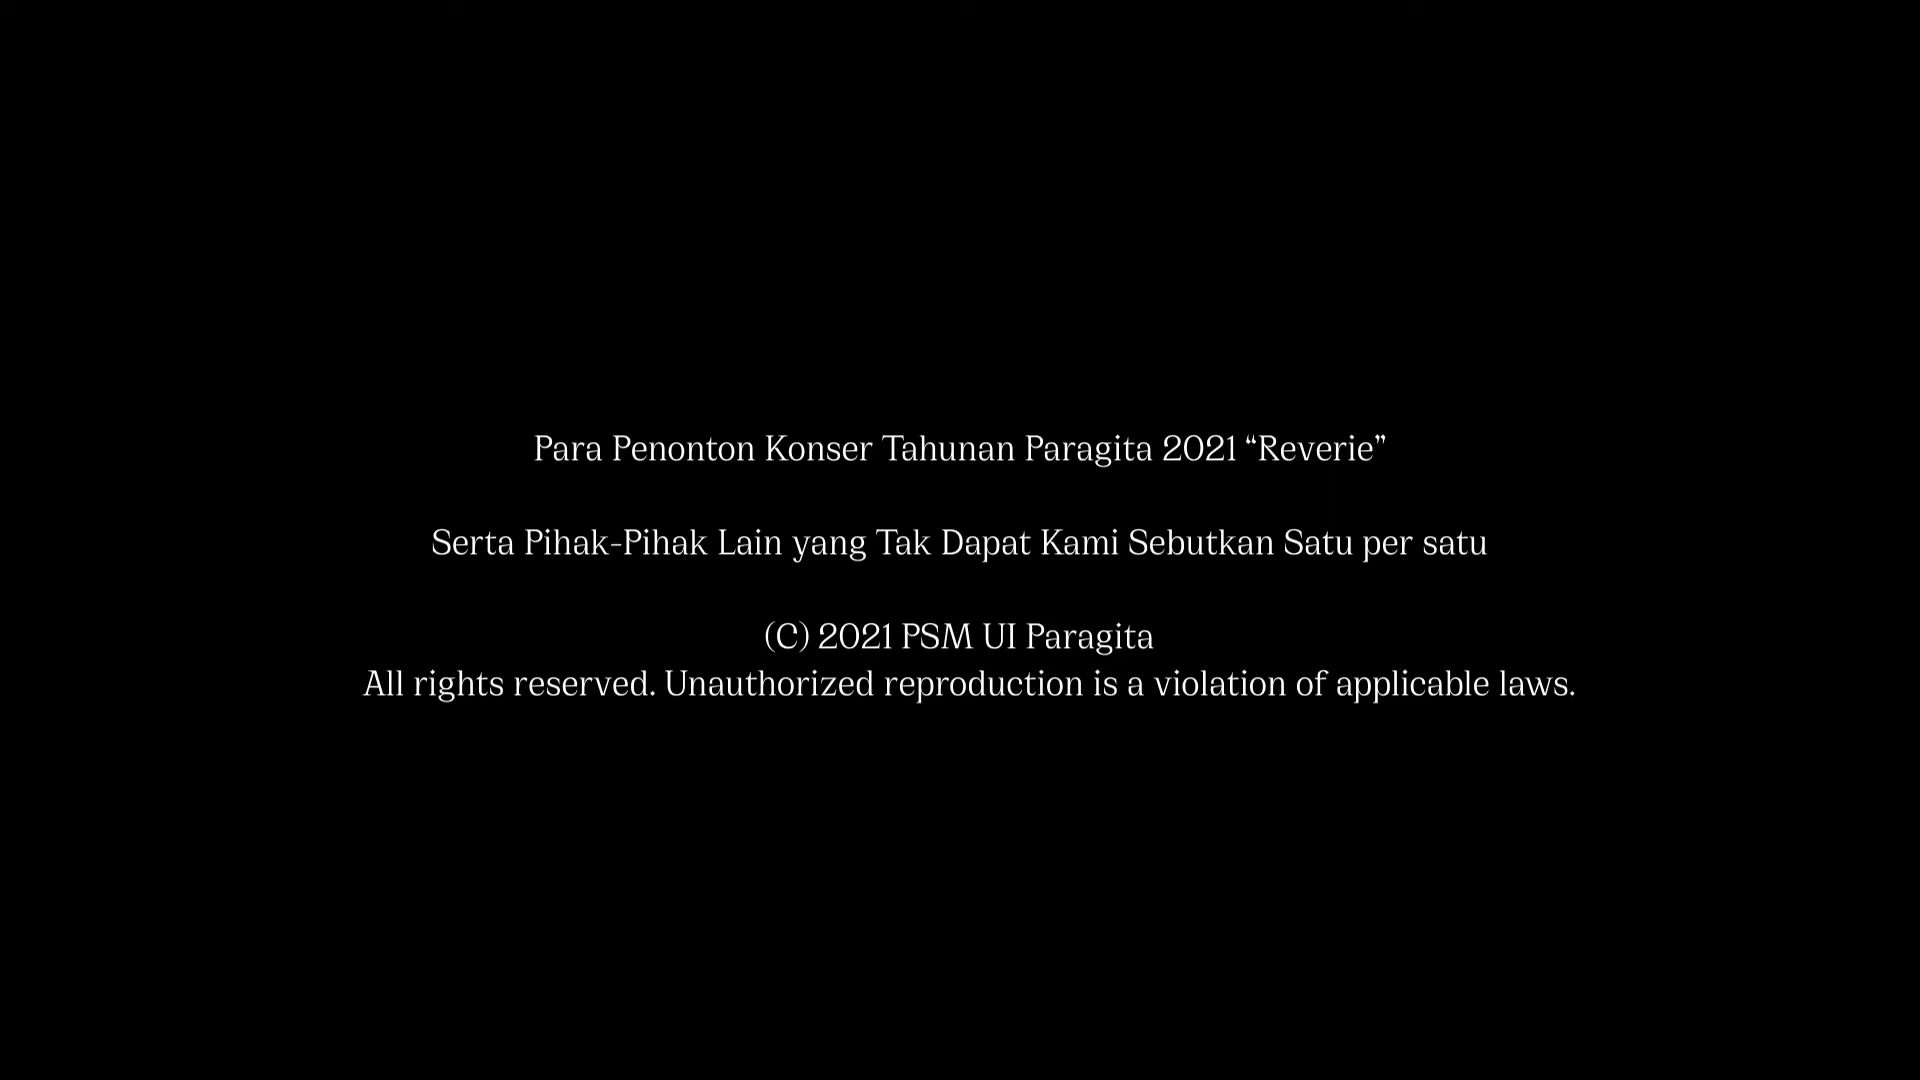 Para Penonton Konser Tahunan Paragita 2021 “Reverie”
Serta Pihak-Pihak Lain yang Tak Dapat Kami Sebutkan Satu per satu
(C) 2021 PSM UI Paragita
All rights reserved. Unauthorized reproduction is a violation of applicable laws.